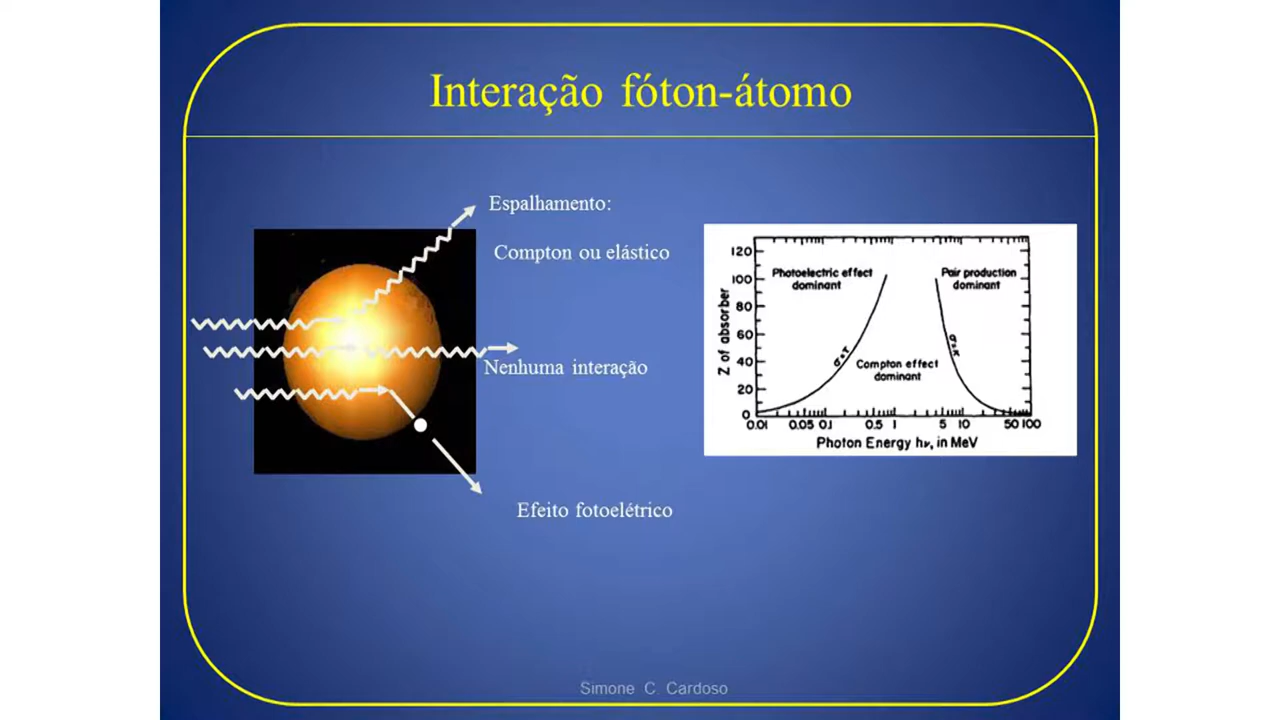 Interação fóton-átomo
Espalhamento:
Compton ou elástico
Nenhuma interação
Efeito fotoelétrico
120
100
80
60
40
20
0
Z of absorber
Photoelectric effect
dominant
Pair production
dominant
σ=τ
σ=κ
Compton effect
dominant
0.01 0.05 0.1 0.5 1 5 10 50 100
Photon Energy hν, in MeV
Simone C. Cardoso